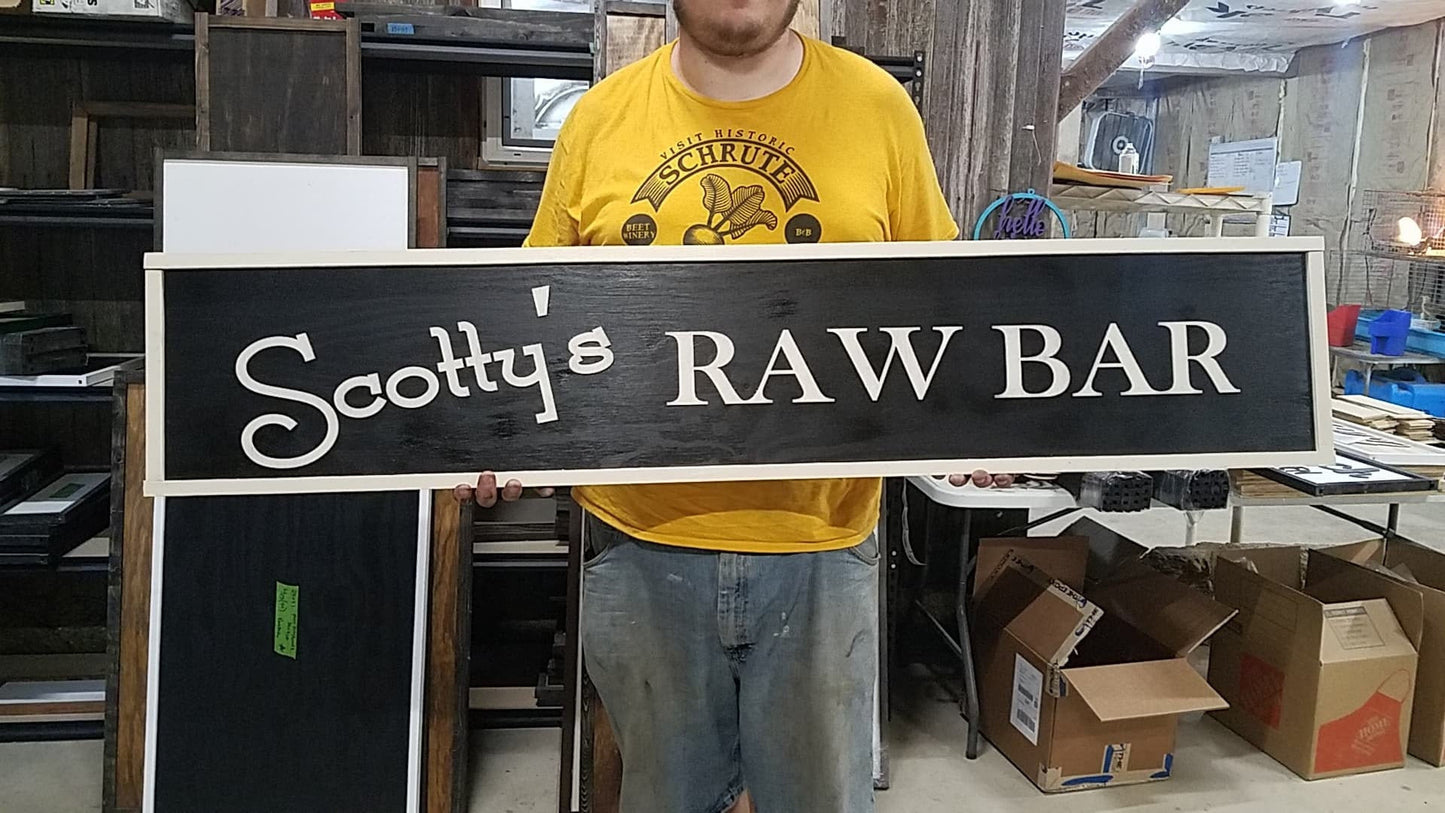 VISIT HISTORIC
SCHRUTE
BEET
WINERY
B&B
hello
Scotty's RAW BAR